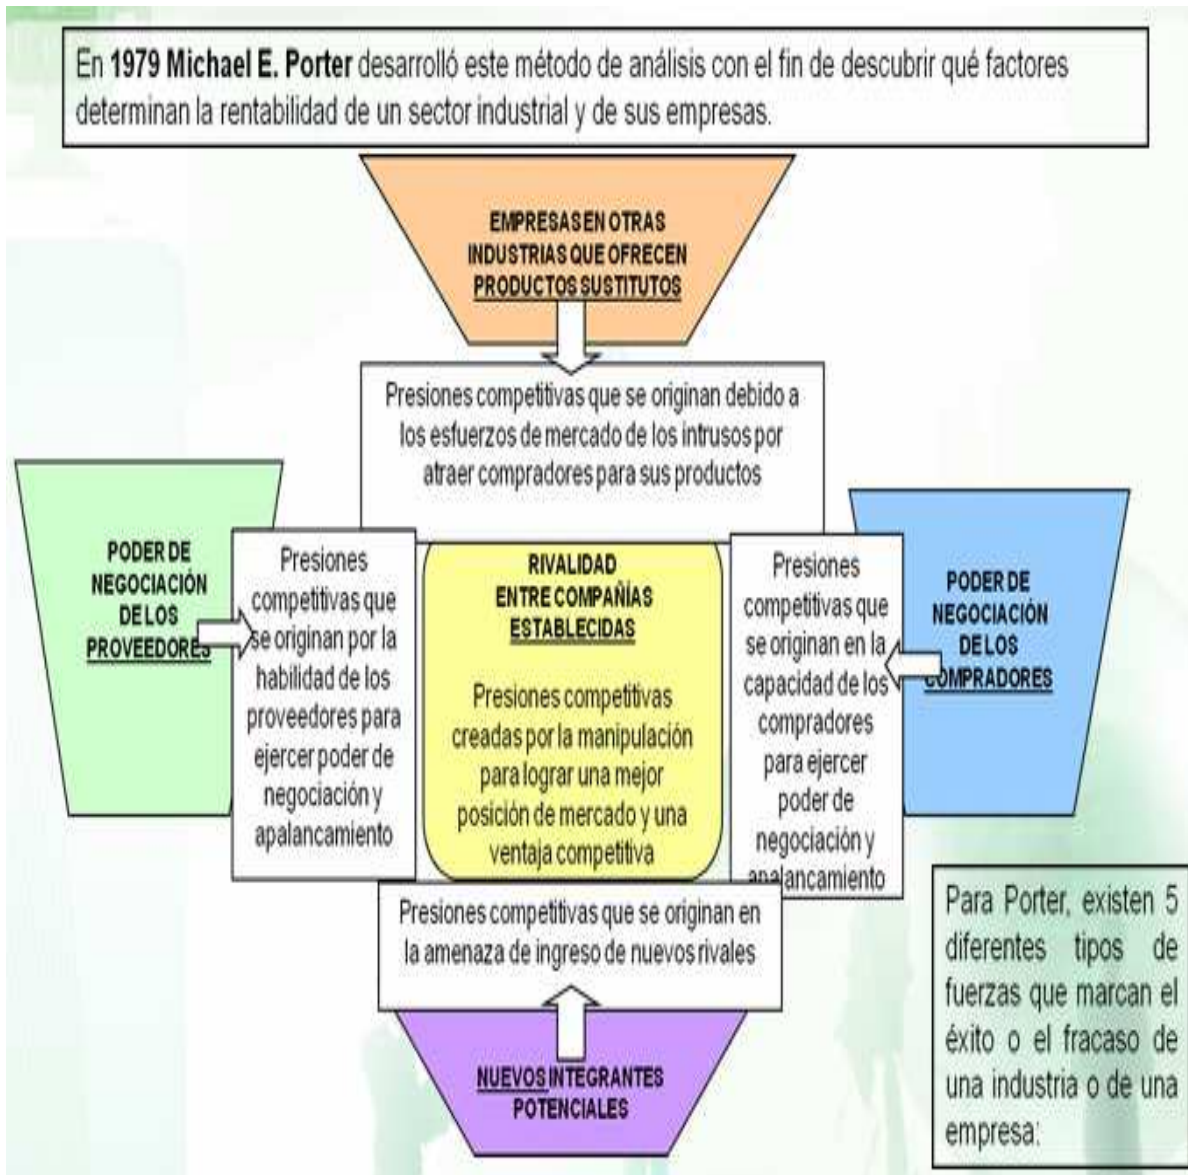 En 1979 Michael E. Porter desarrolló este método de análisis con el fin de descubrir qué factores
determinan la rentabilidad de un sector industrial y de sus empresas.
EMPRESAS EN OTRAS
INDUSTRIAS QUE OFRECEN
PRODUCTOS SUSTITUTOS
Presiones competitivas que se originan debido a
los esfuerzos de mercado de los intrusos por
atraer compradores para sus productos
PODER DE
NEGOCIACIÓN
DE LOS
PROVEEDORES
Presiones
competitivas que
se originan por la
habilidad de los
proveedores para
ejercer poder de
negociación y
apalancamiento
RIVALIDAD
ENTRE COMPAÑÍAS
ESTABLECIDAS
Presiones competitivas
creadas por la manipulación
para lograr una mejor
posición de mercado y una
ventaja competitiva
Presiones
competitivas que
se originan en la
capacidad de los
compradores
para ejercer
poder de
negociación y
apalancamiento
PODER DE
NEGOCIACIÓN
DE LOS
COMPRADORES
Presiones competitivas que se originan en
la amenaza de ingreso de nuevos rivales
NUEVOS INTEGRANTES
POTENCIALES
Para Porter, existen 5
diferentes tipos de
fuerzas que marcan el
éxito o el fracaso de
una industria o de una
empresa: